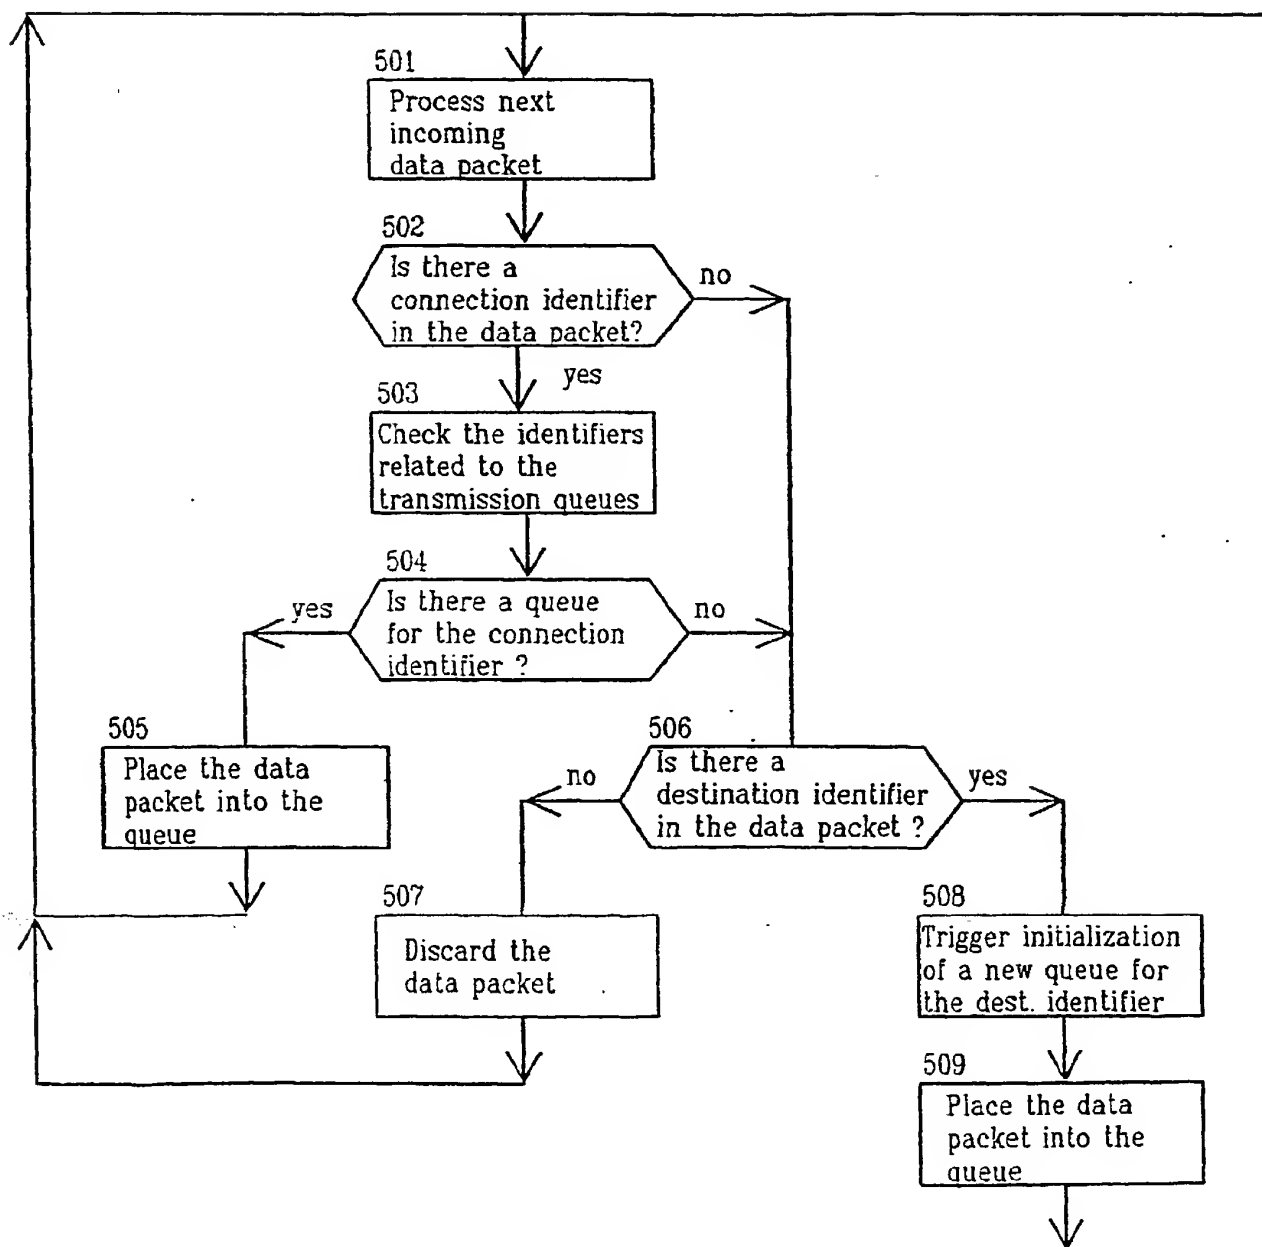 501
Process next
incoming
data packet
502
Is there a
connection identifier
in the data packet?
no
yes
503
Check the identifiers
related to the
transmission queues
504
yes
Is there a queue
for the connection
identifier ?
no
505
Place the data
packet into the
queue
506
no
Is there a
destination identifier
in the data packet ?
yes
507
Discard the
data packet
508
Trigger initialization
of a new queue for
the dest. identifier
509
Place the data
packet into the
queue